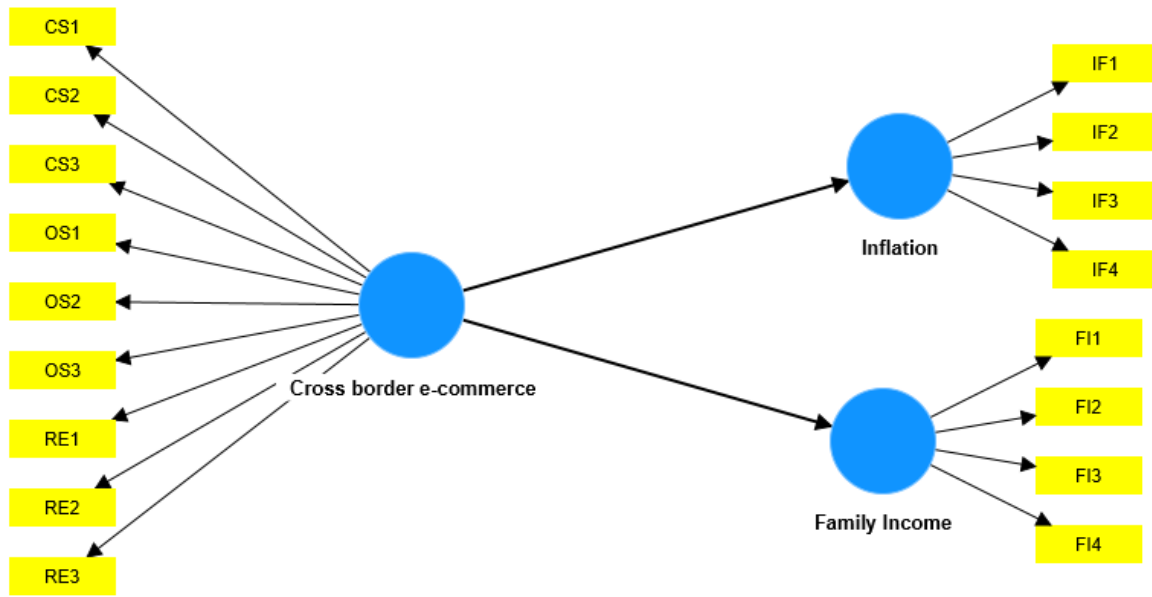 CS1
CS2
CS3
OS1
OS2
OS3
RE1
RE2
RE3
Cross border e-commerce
Inflation
IF1
IF2
IF3
IF4
Family Income
FI1
FI2
FI3
FI4